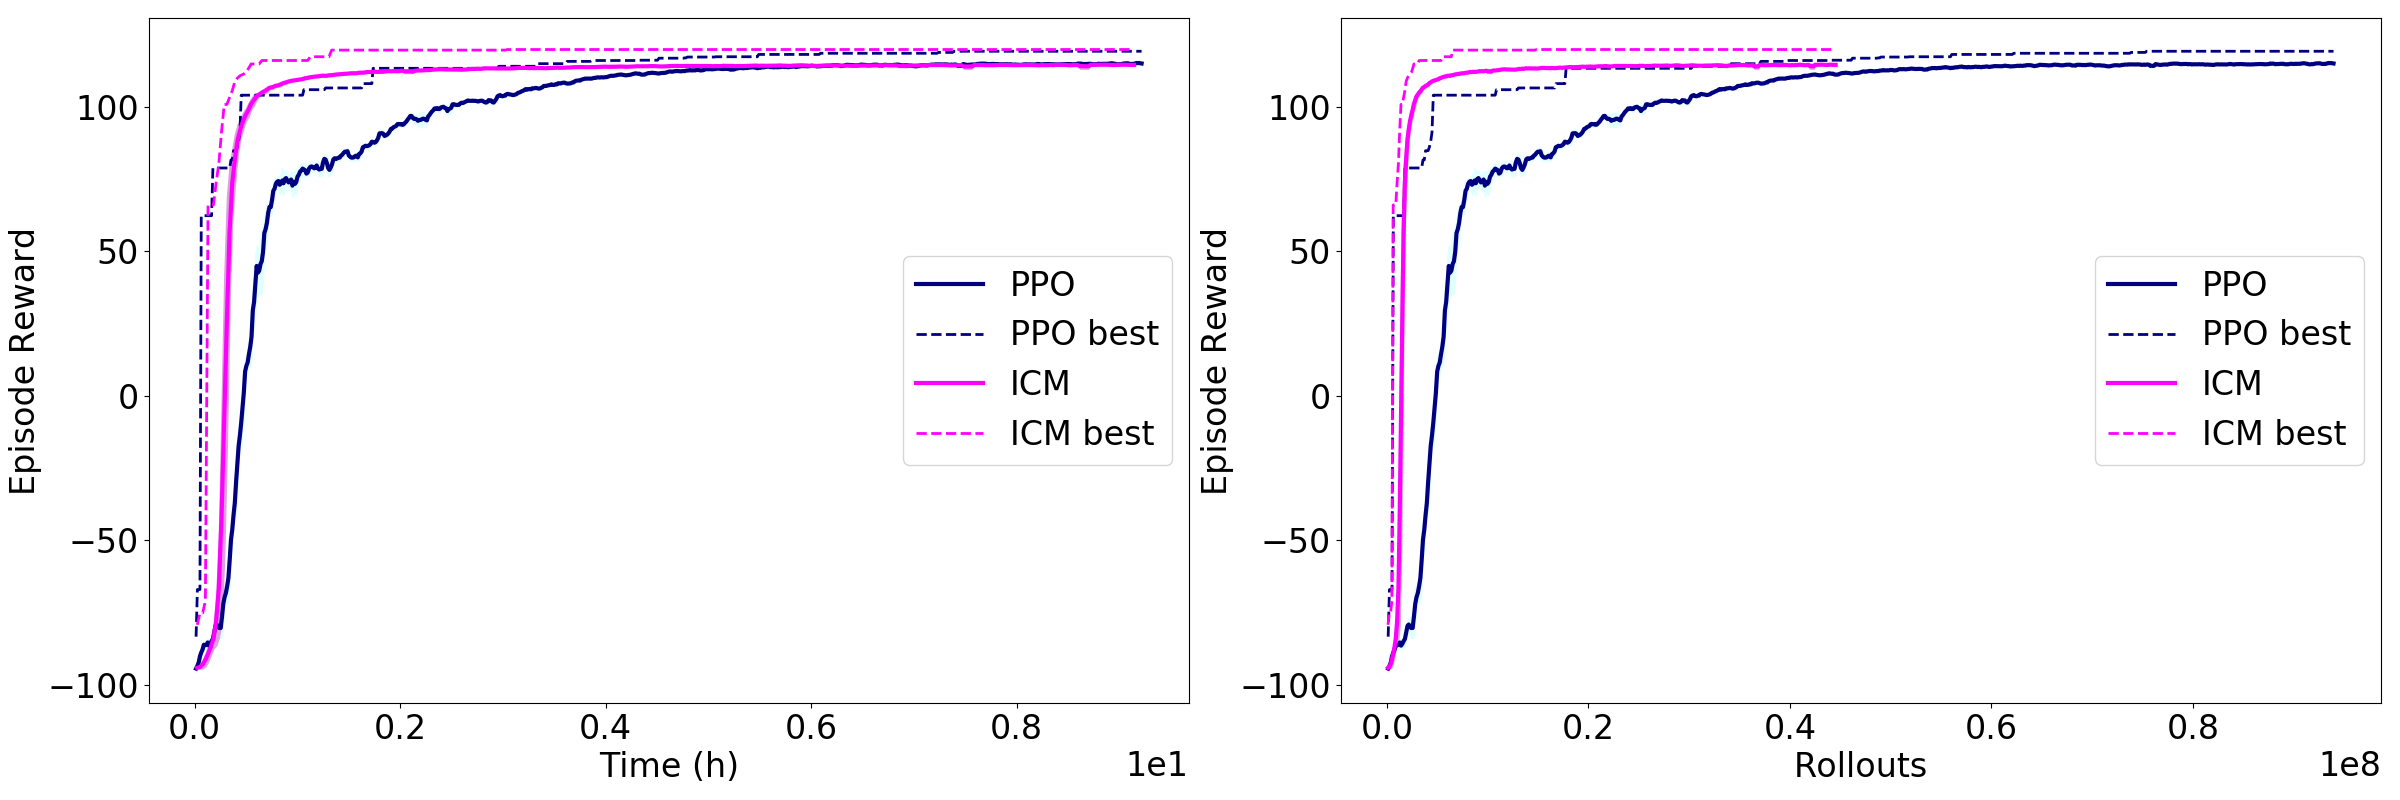 Episode Reward
100
50
0
−50
−100
0.0
0.2
0.4
0.6
0.8
Time (h)
1e1
PPO
PPO best
ICM
ICM best
Episode Reward
100
50
0
−50
−100
0.0
0.2
0.4
0.6
0.8
Rollouts
1e8
PPO
PPO best
ICM
ICM best